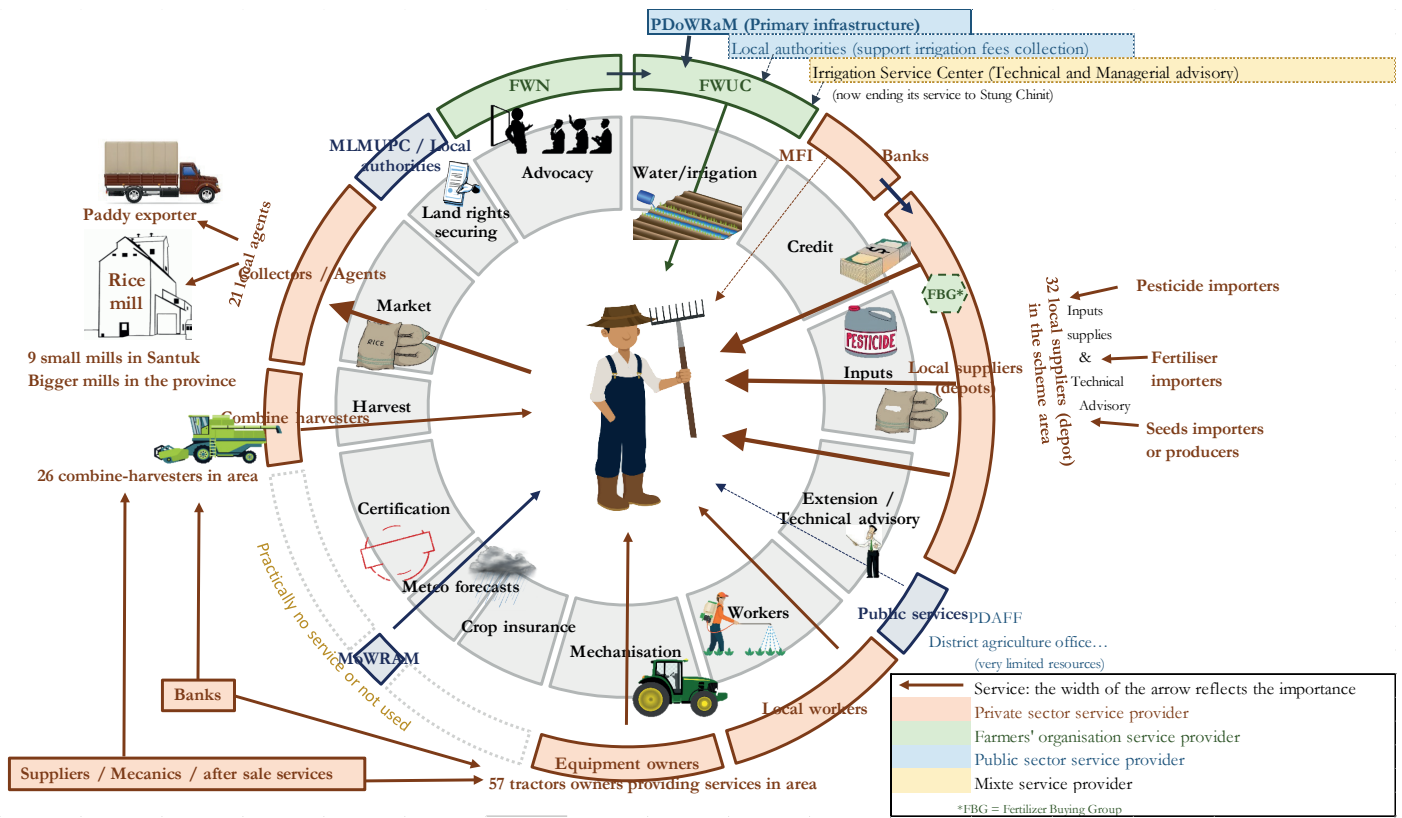 PDoWRaM (Primary infrastructure)
Local authorities (support irrigation fees collection)
Irrigation Service Center (Technical and Managerial advisory)
(now ending its service to Stung Chinit)
FWN
FWUC
MLMUPC / Local
authorities
MFI
Banks
Advocacy
Water/irrigation
Land rights
securing
Credit
Paddy exporter
21 local agents
Collectors / Agents
Rice
mill
Market
RICE
9 small mills in Santuk
Bigger mills in the province
FBG*
PESTICIDE
Inputs
Local suppliers
(depots)
32 local suppliers (depot)
in the scheme area
Pesticide importers
Inputs
supplies
&
Technical
Advisory
Fertiliser
importers
Seeds importers
or producers
Harvest
Combine harvesters
26 combine-harvesters in area
Certification
Extension /
Technical advisory
Meteo forecasts
Crop insurance
Mechanisation
Workers
Public services
PDAFF
District agriculture office…
(very limited resources)
MoWRAM
Practically no service or not used
Banks
Local workers
Equipment owners
57 tractors owners providing services in area
Suppliers / Mecanics / after sale services
Service: the width of the arrow reflects the importance
Private sector service provider
Farmers' organisation service provider
Public sector service provider
Mixte service provider
*FBG = Fertilizer Buying Group